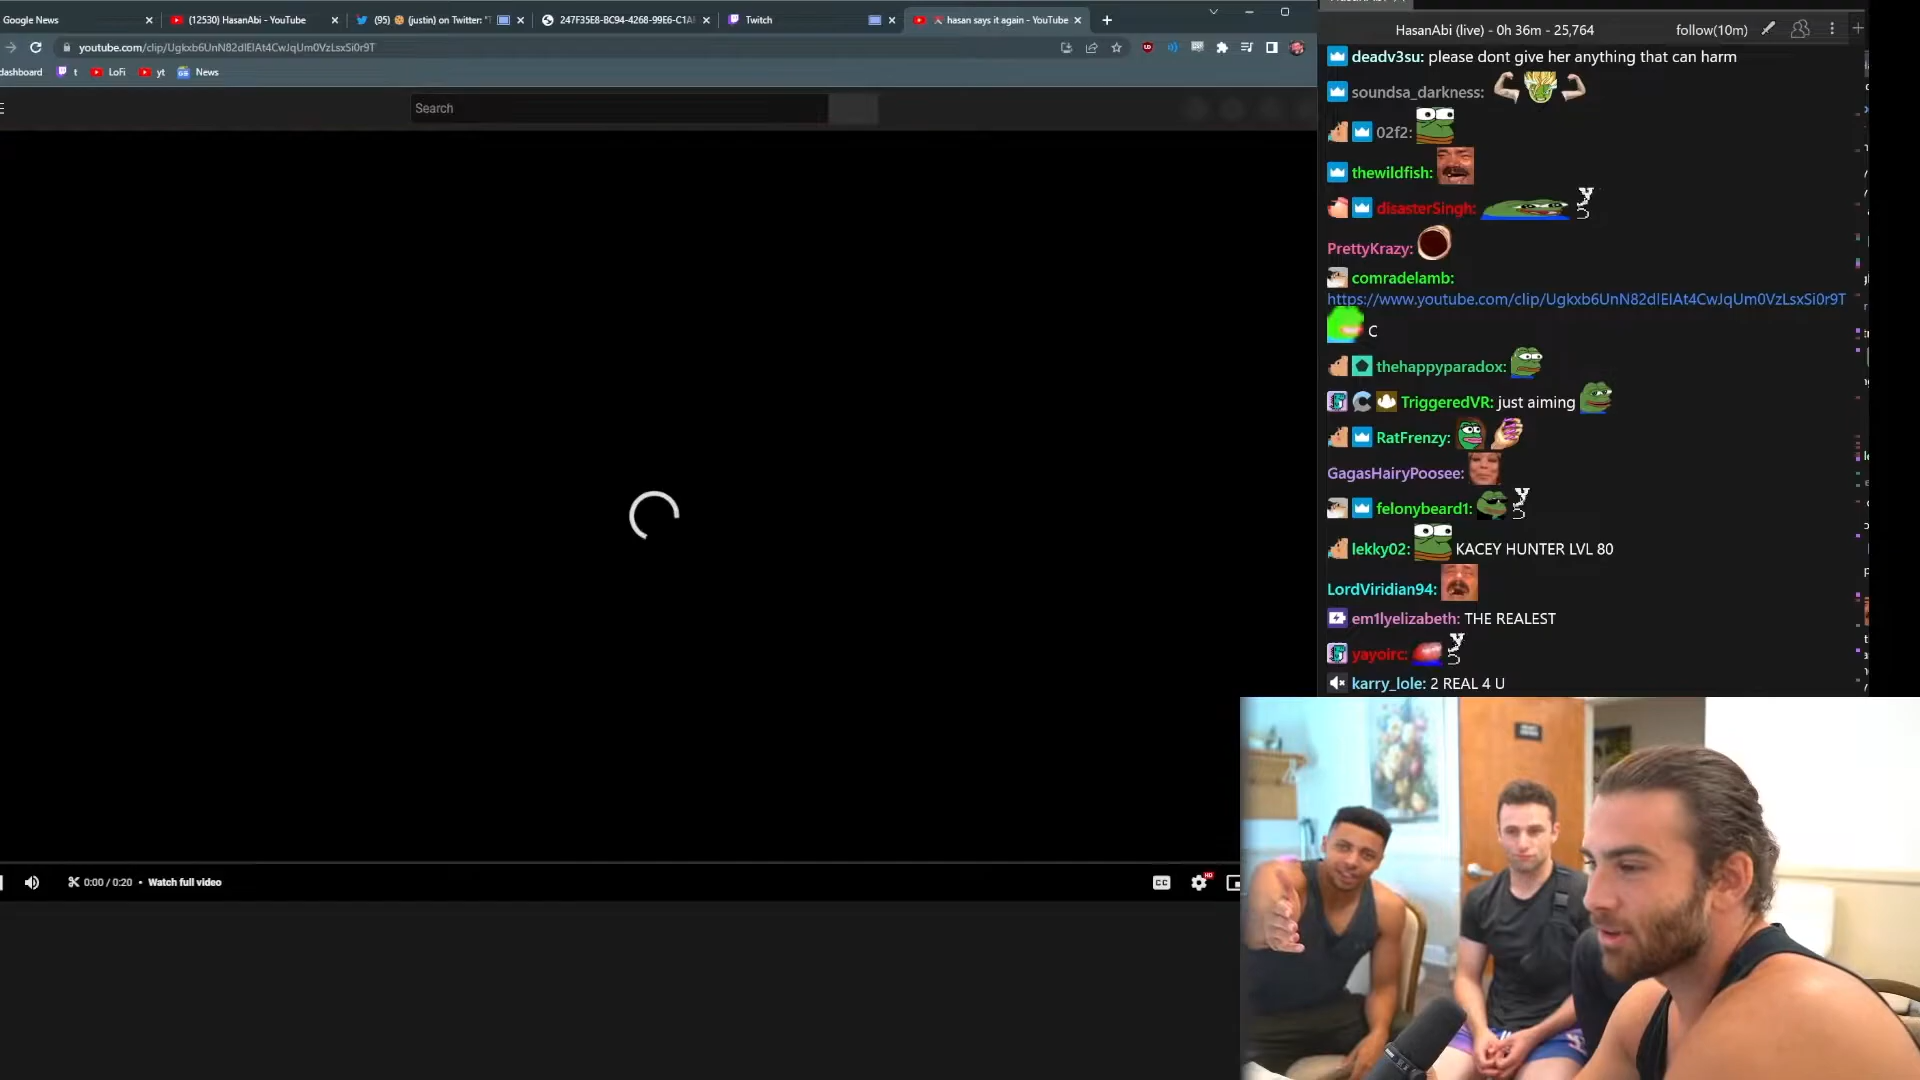 Google News
(12530) HasanAbi - YouTube
(95) 🍪 (justin) on Twitter: "
247F35E8-BC94-4268-99E6-C1A
Twitch
hasan says it again - YouTube
youtube.com/clip/Ugkxb6UnN82dIElAt4CwJqUm0VzLsxSi0r9T
dashboard
t
LoFi
yt
News
Search
0:00 / 0:20 • Watch full video
CC
HD
HasanAbi (live) - 0h 36m - 25,764
follow(10m)
deadv3su: please dont give her anything that can harm
soundsa_darkness:
02f2:
thewildfish:
disasterSingh:
PrettyKrazy:
comradelamb:
https://www.youtube.com/clip/Ugkxb6UnN82dIElAt4CwJqUm0VzLsxSi0r9T
C
thehappyparadox:
TriggeredVR: just aiming
RatFrenzy:
GagasHairyPoosee:
felonybeard1:
lekky02: KACEY HUNTER LVL 80
LordViridian94:
em1lyelizabeth: THE REALEST
yayoirc:
karry_lole: 2 REAL 4 U